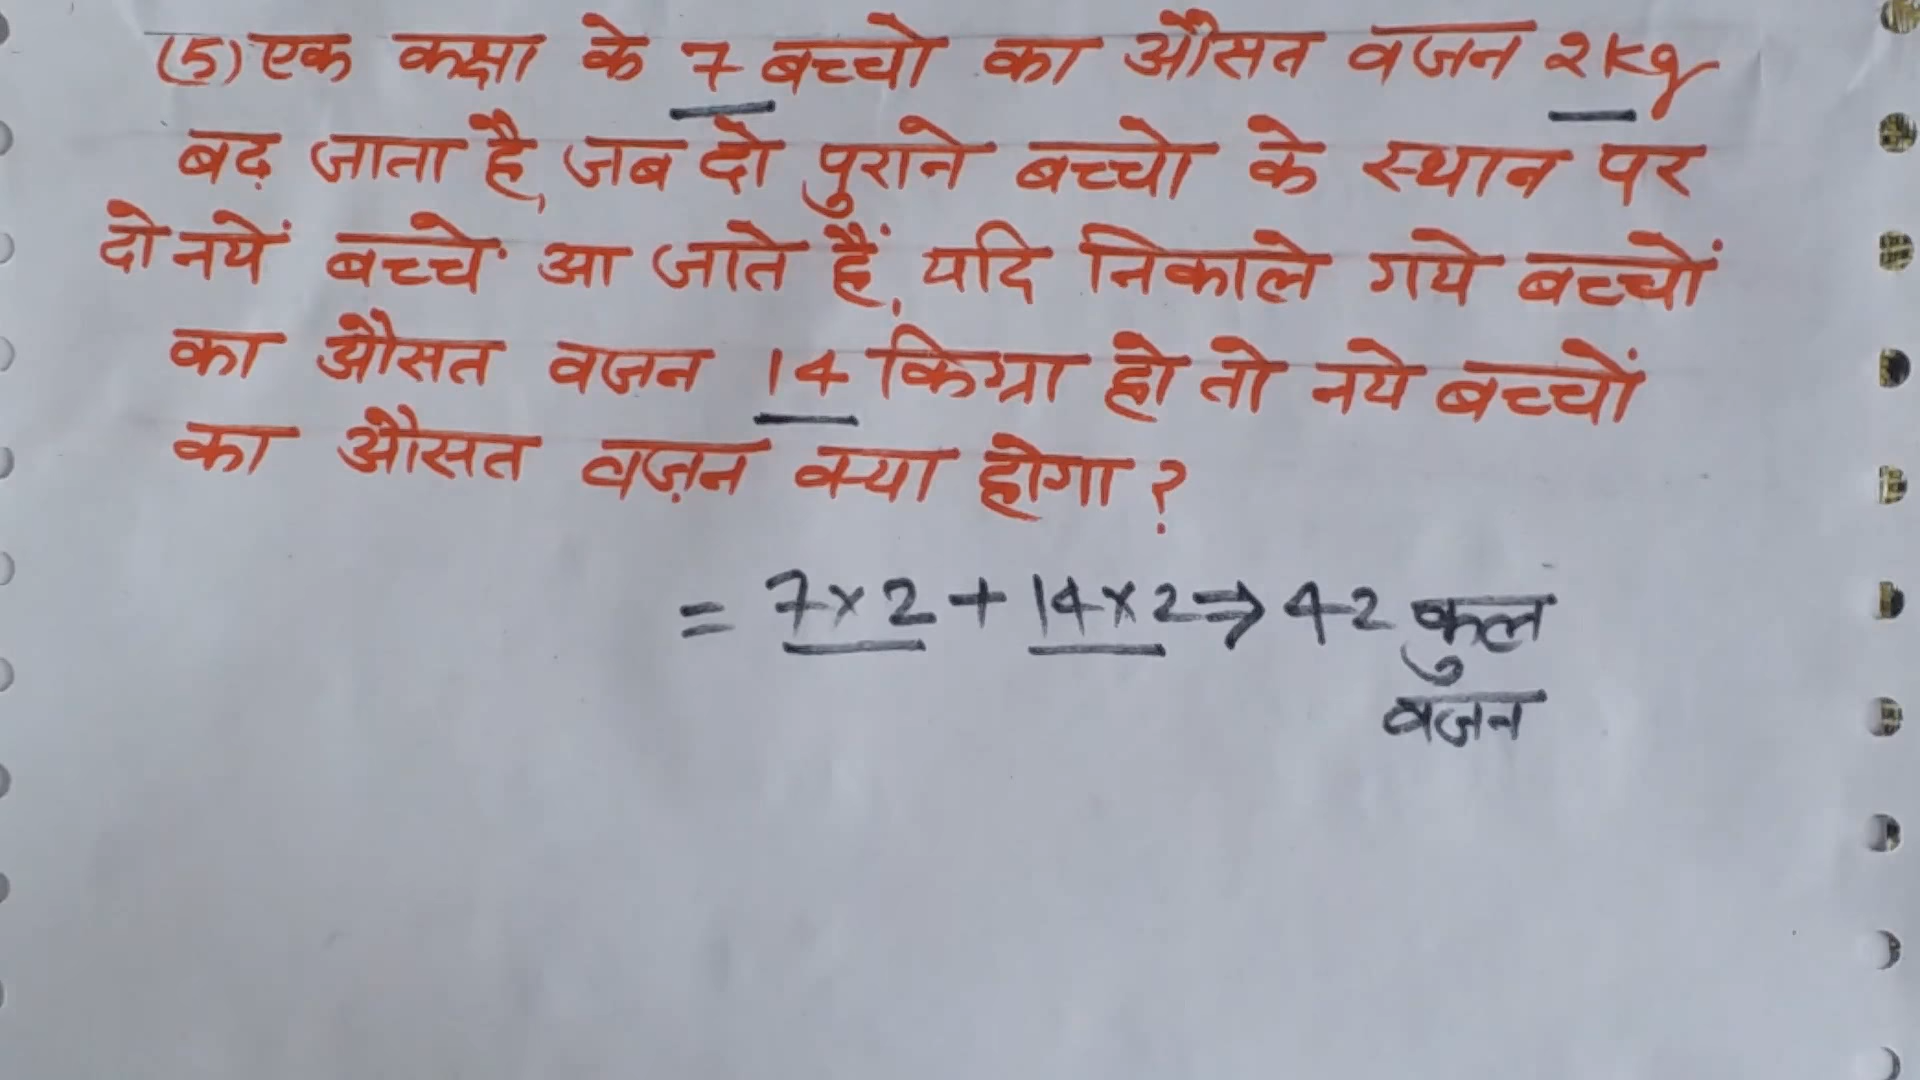 (5) एक कक्षा के 7 बच्चो का औसत वजन 2Kg
बढ़ जाता है, जब दो पुराने बच्चो के स्थान पर
दो नयें बच्चे आ जाते हैं, यदि निकाले गये बच्चों
का औसत वजन 14 किग्रा हो तो नये बच्चों
का औसत वज़न क्या होगा ?
= 7×2 + 14×2 ⇒ 42 कुल
वजन